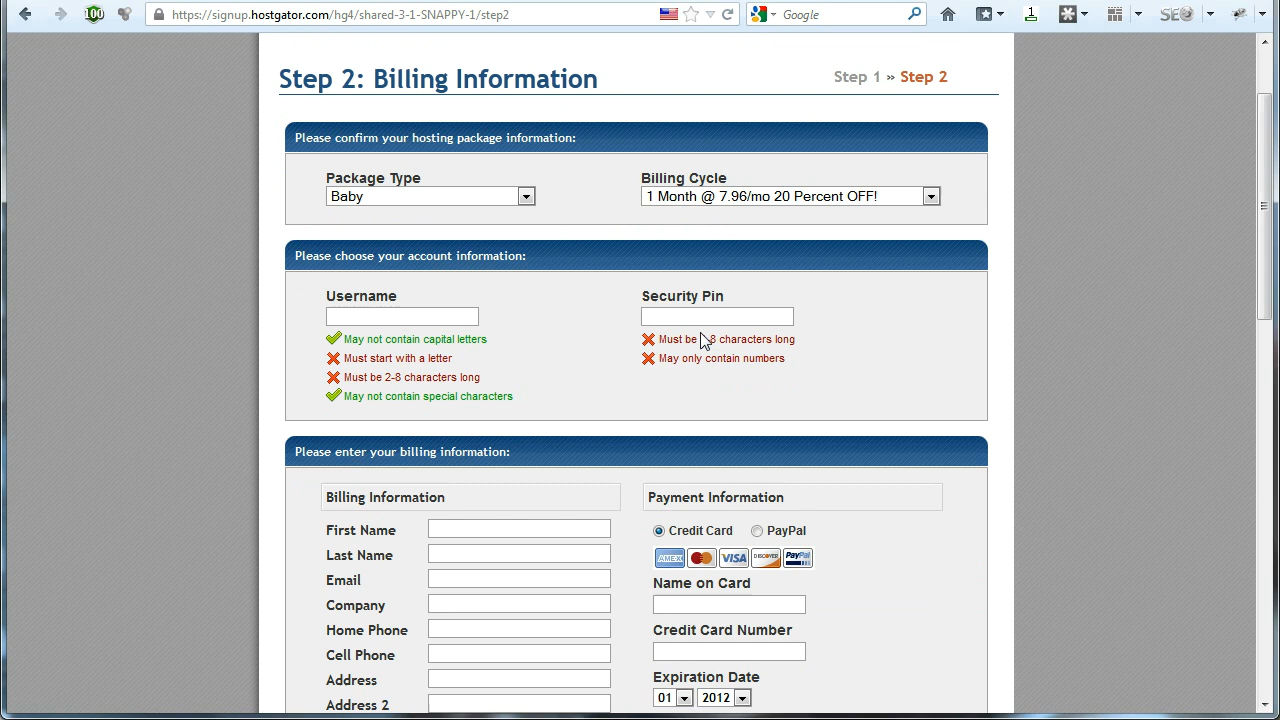 100
https://signup.hostgator.com/hg4/shared-3-1-SNAPPY-1/step2
Google
1
SEO
Step 2: Billing Information
Step 1 » Step 2
Please confirm your hosting package information:
Package Type
Billing Cycle
Baby
1 Month @ 7.96/mo 20 Percent OFF!
Please choose your account information:
Username
Security Pin
May not contain capital letters
Must start with a letter
Must be 2-8 characters long
May not contain special characters
Must be 8 characters long
May only contain numbers
Please enter your billing information:
Billing Information
Payment Information
First Name
Last Name
Email
Company
Home Phone
Cell Phone
Address
Address 2
Credit Card
PayPal
AMEX
VISA
DISCOVER
PayPal
Name on Card
Credit Card Number
Expiration Date
01
2012